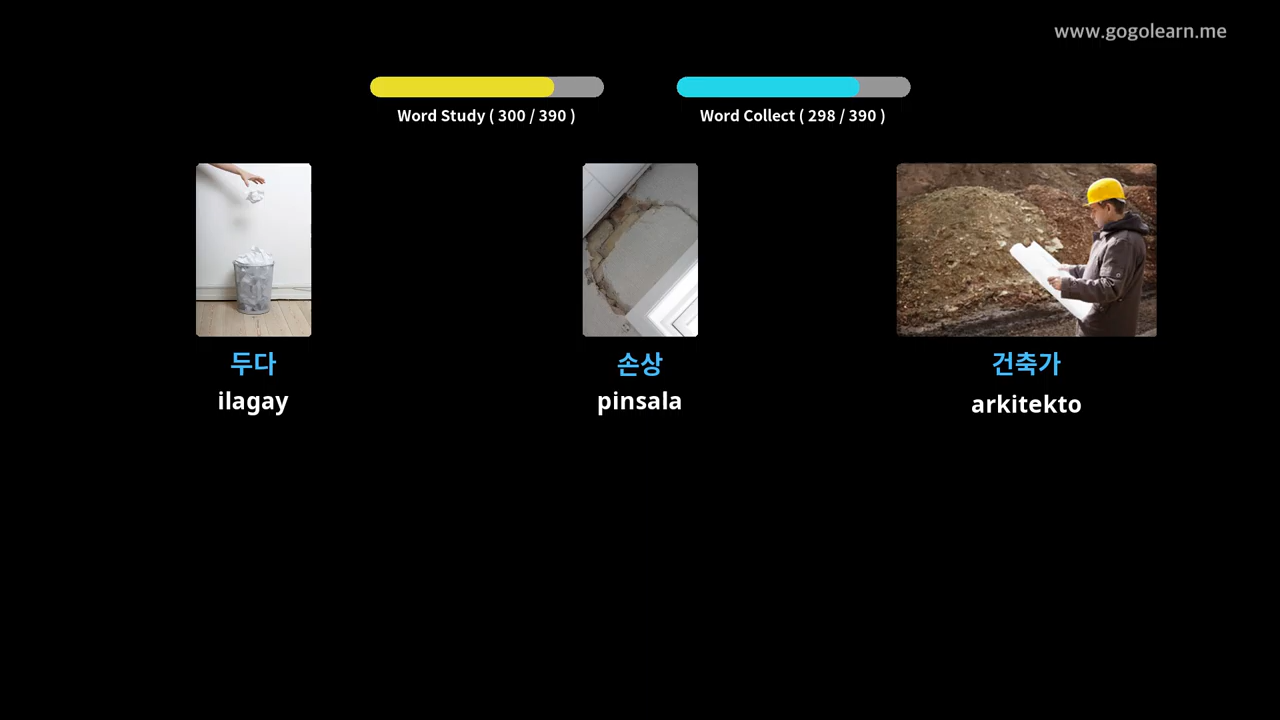 www.gogolearn.me
Word Study ( 300 / 390 )
Word Collect ( 298 / 390 )
두다
ilagay
손상
pinsala
건축가
arkitekto